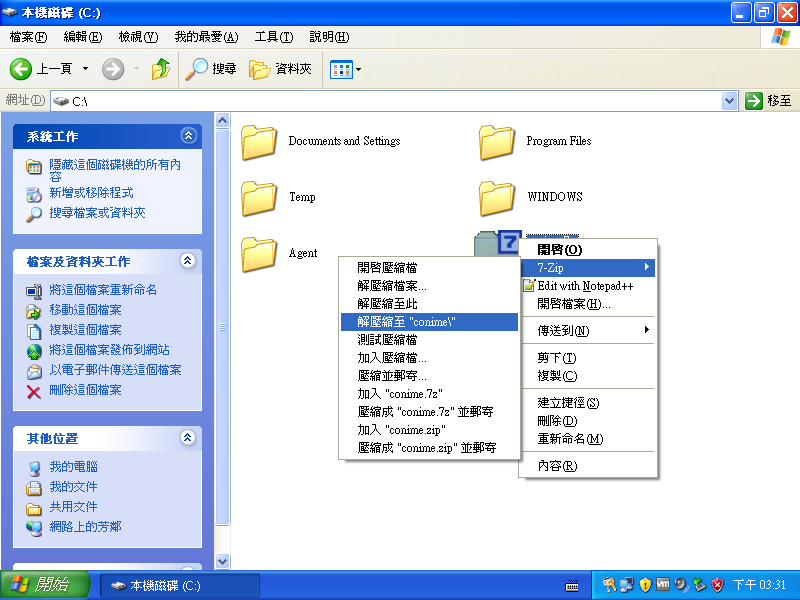 本機磁碟 (C:)
檔案(F) 編輯(E) 檢視(V) 我的最愛(A) 工具(T) 說明(H)
上一頁 搜尋 資料夾
網址(D) C:\ 移至
系統工作
隱藏這個磁碟機的所有內
容
新增或移除程式
搜尋檔案或資料夾
檔案及資料夾工作
將這個檔案重新命名
移動這個檔案
複製這個檔案
將這個檔案發佈到網站
以電子郵件傳送這個檔案
刪除這個檔案
其他位置
我的電腦
我的文件
共用文件
網路上的芳鄰
Documents and Settings
Program Files
Temp
WINDOWS
Agent
開啓壓縮檔
解壓縮檔案...
解壓縮至此
解壓縮至 "conime\"
測試壓縮檔
加入壓縮檔...
壓縮並郵寄...
加入 "conime.7z"
壓縮成 "conime.7z" 並郵寄
加入 "conime.zip"
壓縮成 "conime.zip" 並郵寄
開啓(O)
7-Zip
Edit with Notepad++
開啓檔案(H)...
傳送到(N)
剪下(T)
複製(C)
建立捷徑(S)
刪除(D)
重新命名(M)
內容(R)
開始
本機磁碟 (C:)
下午 03:31